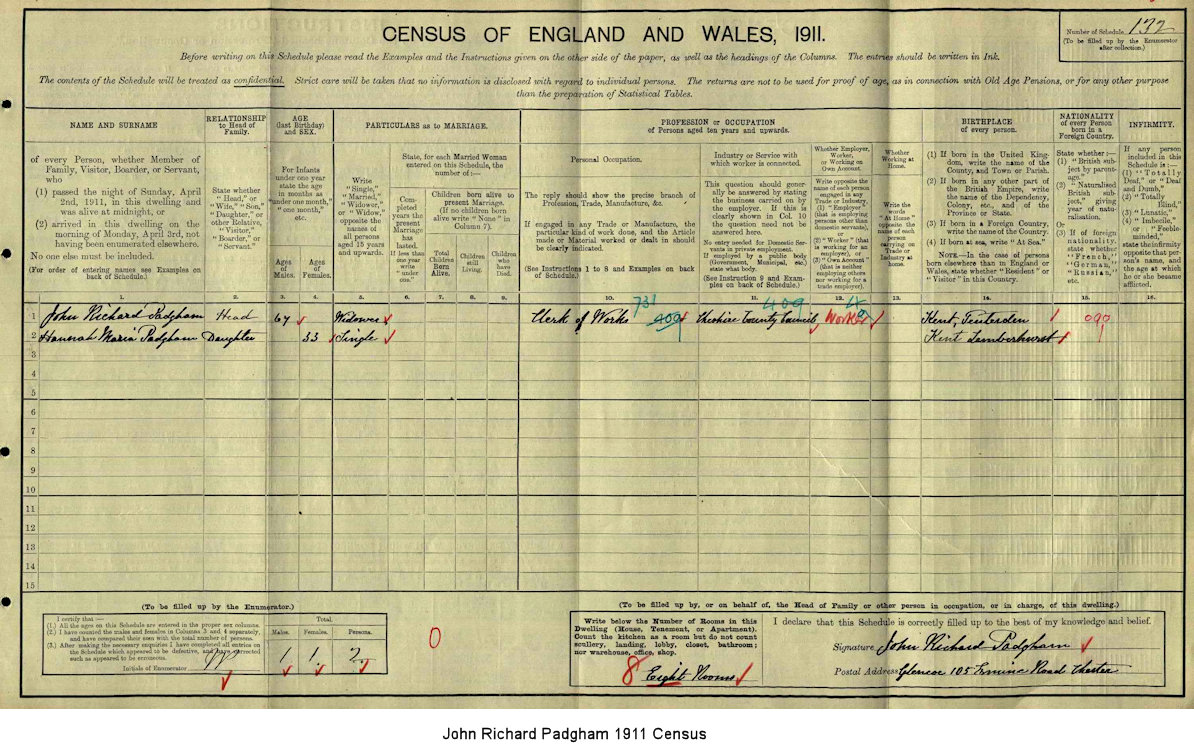 CENSUS OF ENGLAND AND WALES, 1911.
Number of Schedule 132
(To be filled up by the Enumerator
after collection.)
Before writing on this Schedule please read the Examples and the Instructions given on the other side of the paper, as well as the headings of the Columns. The entries should be written in Ink.
The contents of the Schedule will be treated as confidential. Strict care will be taken that no information is disclosed with regard to individual persons. The returns are not to be used for proof of age, as in connection with Old Age Pensions, or for any other purpose
than the preparation of Statistical Tables.
NAME AND SURNAME
of every Person, whether Member of
Family, Visitor, Boarder, or Servant,
who
(1) passed the night of Sunday, April
2nd, 1911, in this dwelling and
was alive at midnight, or
(2) arrived in this dwelling on the
morning of Monday, April 3rd, not
having been enumerated elsewhere.
No one else must be included.
(For order of entering names see Examples on
back of Schedule.)
RELATIONSHIP
to Head of
Family.
State whether
"Head," or
"Wife," "Son,"
"Daughter," or
other Relative,
"Visitor,"
"Boarder," or
"Servant."
AGE
(last Birthday)
and SEX.
For Infants
under one year
state the age
in months as
"under one month,"
"one month,"
etc.
Ages
of
Males.
Ages
of
Females.
PARTICULARS as to MARRIAGE.
Write
"Single,"
"Married,"
"Widower,"
or "Widow,"
opposite the
names of
all persons
aged 15 years
and upwards.
State, for each Married Woman
entered on this Schedule, the
number of :—
Com-
pleted
years the
present
Marriage
has
lasted.
If less than
one year
write
"under
one."
Children born alive to
present Marriage.
(If no children born
alive write "None" in
Column 7).
Total
Children
Born
Alive.
Children
still
Living.
Children
who
have
Died.
PROFESSION or OCCUPATION
of Persons aged ten years and upwards.
Personal Occupation.
The reply should show the precise branch of
Profession, Trade, Manufacture, &c.
If engaged in any Trade or Manufacture, the
particular kind of work done, and the Article
made or Material worked or dealt in should
be clearly indicated.
(See Instructions 1 to 8 and Examples on back
of Schedule.)
Industry or Service with
which worker is connected.
This question should gener-
ally be answered by stating
the business carried on by
the employer. If this is
clearly shown in Col. 10
the question need not be
answered here.
No entry needed for Domestic Ser-
vants in private employment.
If employed by a public body
(Government, Municipal, etc.)
state what body.
(See Instruction 9 and Exam-
ples on back of Schedule.)
Whether Employer,
Worker,
or Working on
Own Account.
Write opposite the
name of each person
engaged in any
Trade or Industry,
(1) "Employer"
(that is employing
persons other than
domestic servants),
or
(2) "Worker" (that
is working for an
employer), or
(3) "Own Account"
(that is neither
employing others
nor working for a
trade employer).
Whether
Working at
Home.
Write the
words
"At Home"
opposite the
name of each
person
carrying on
Trade or
Industry at
home.
BIRTHPLACE
of every person.
(1) If born in the United King-
dom, write the name of the
County, and Town or Parish.
(2) If born in any other part of
the British Empire, write
the name of the Dependency,
Colony, etc., and of the
Province or State.
(3) If born in a Foreign Country,
write the name of the Country.
(4) If born at sea, write "At Sea."
NOTE.—In the case of persons
born elsewhere than in England or
Wales, state whether "Resident" or
"Visitor" in this Country.
NATIONALITY
of every Person
born in a
Foreign Country.
State whether :—
(1) "British sub-
ject by parent-
age."
(2) "Naturalised
British sub-
ject," giving
year of natu-
ralisation.
Or
(3) If of foreign
nationality,
state whether
"French,"
"German,"
"Russian,"
etc.
INFIRMITY.
If any person
included in this
Schedule is :—
(1) "Totally
Deaf," or "Deaf
and Dumb,"
(2) "Totally
Blind,"
(3) "Lunatic,"
(4) "Imbecile,"
or "Feeble-
minded,"
state the infirmity
opposite that per-
son's name, and
the age at which
he or she became
afflicted.
1. 2. 3. 4. 5. 6. 7. 8. 9. 10. 11. 12. 13. 14. 15. 16.
731 409 4
1 John Richard Padgham Head 67 Widower Clerk of Works 409 Cheshire County Council Worker Kent, Tenterden 090
2 Hannah Maria Padgham Daughter 33 Single Kent Lamberhurst
3
4
5
6
7
8
9
10
11
12
13
14
15
(To be filled up by the Enumerator.)
I certify that :—
(1.) All the ages on this Schedule are entered in the proper sex columns.
(2.) I have counted the males and females in Columns 3 and 4 separately,
and have compared their sum with the total number of persons.
(3.) After making the necessary enquiries I have completed all entries on
the Schedule which appeared to be defective, and have corrected
such as appeared to be erroneous.
Initials of Enumerator
Total.
Males. Females. Persons.
1 1 2
0
(To be filled up by, or on behalf of, the Head of Family or other person in occupation, or in charge, of this dwelling.)
Write below the Number of Rooms in this
Dwelling (House, Tenement, or Apartment).
Count the kitchen as a room but do not count
scullery, landing, lobby, closet, bathroom;
nor warehouse, office, shop.
8 Eight Rooms
I declare that this Schedule is correctly filled up to the best of my knowledge and belief.
Signature John Richard Padgham
Postal Address Glencoe 105 Ermine Road Chester
John Richard Padgham 1911 Census